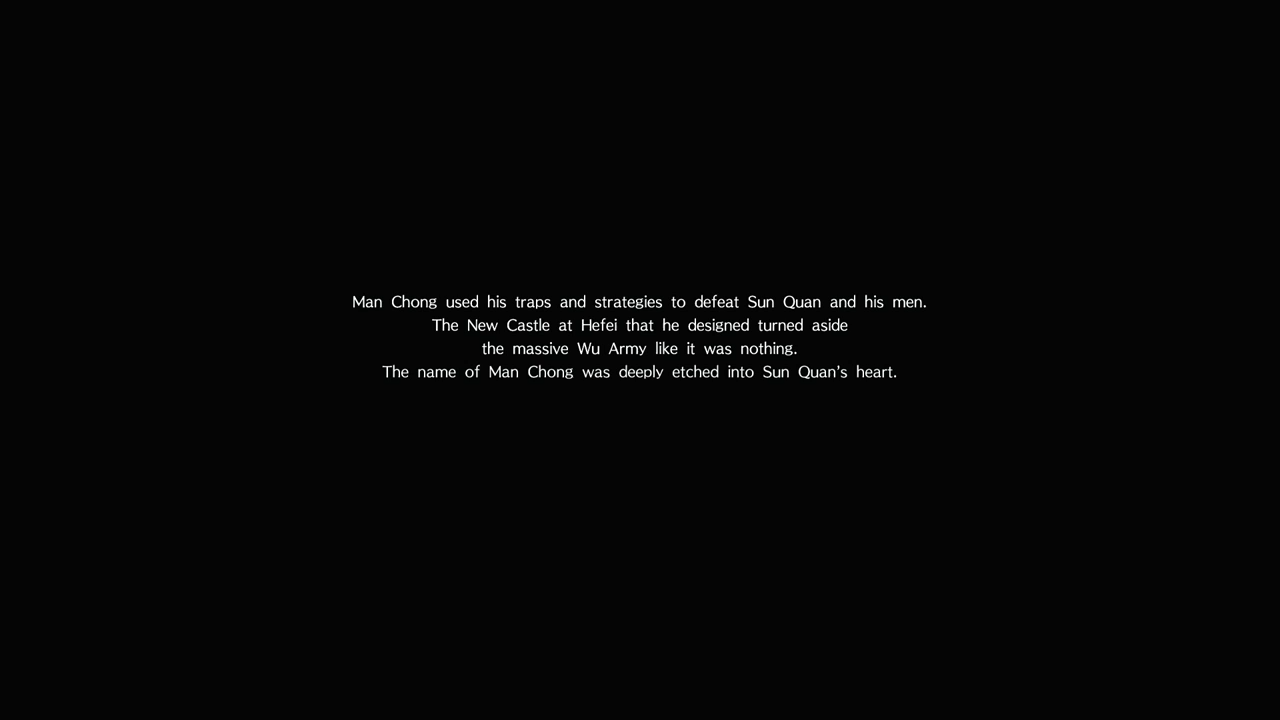 Man Chong used his traps and strategies to defeat Sun Quan and his men.
The New Castle at Hefei that he designed turned aside
the massive Wu Army like it was nothing.
The name of Man Chong was deeply etched into Sun Quan's heart.